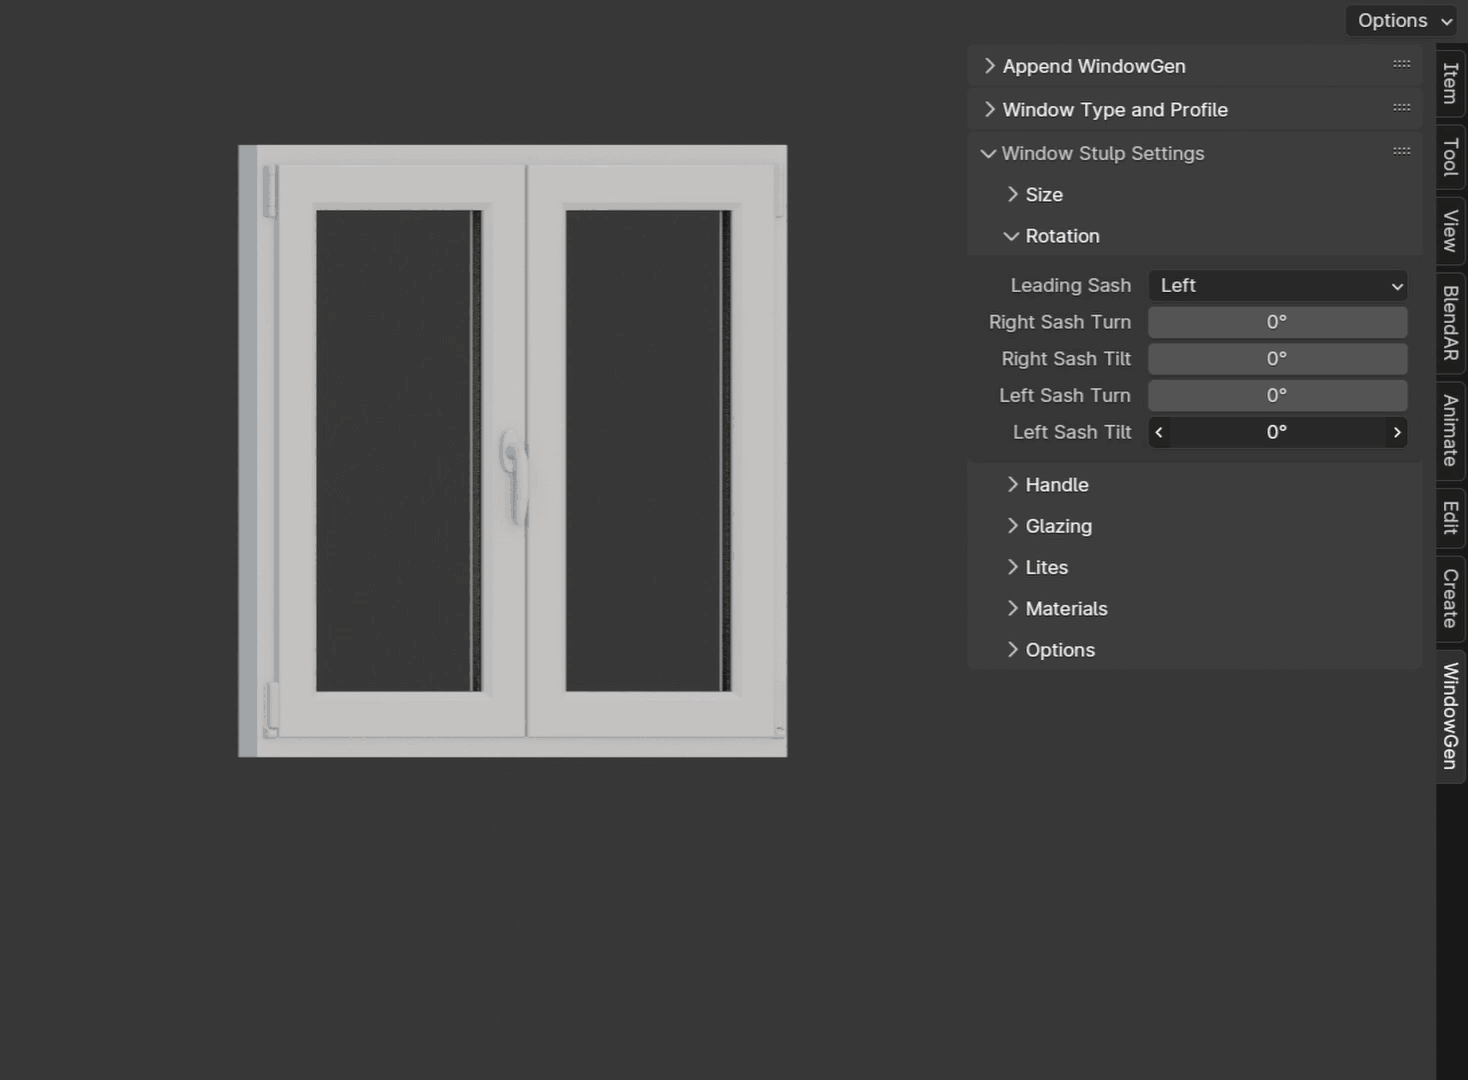 Options
Append WindowGen
Window Type and Profile
Window Stulp Settings
Size
Rotation
Leading Sash Left
Right Sash Turn 0°
Right Sash Tilt 0°
Left Sash Turn 0°
Left Sash Tilt 0°
Handle
Glazing
Lites
Materials
Options
Item
Tool
View
BlendAR
Animate
Edit
Create
WindowGen